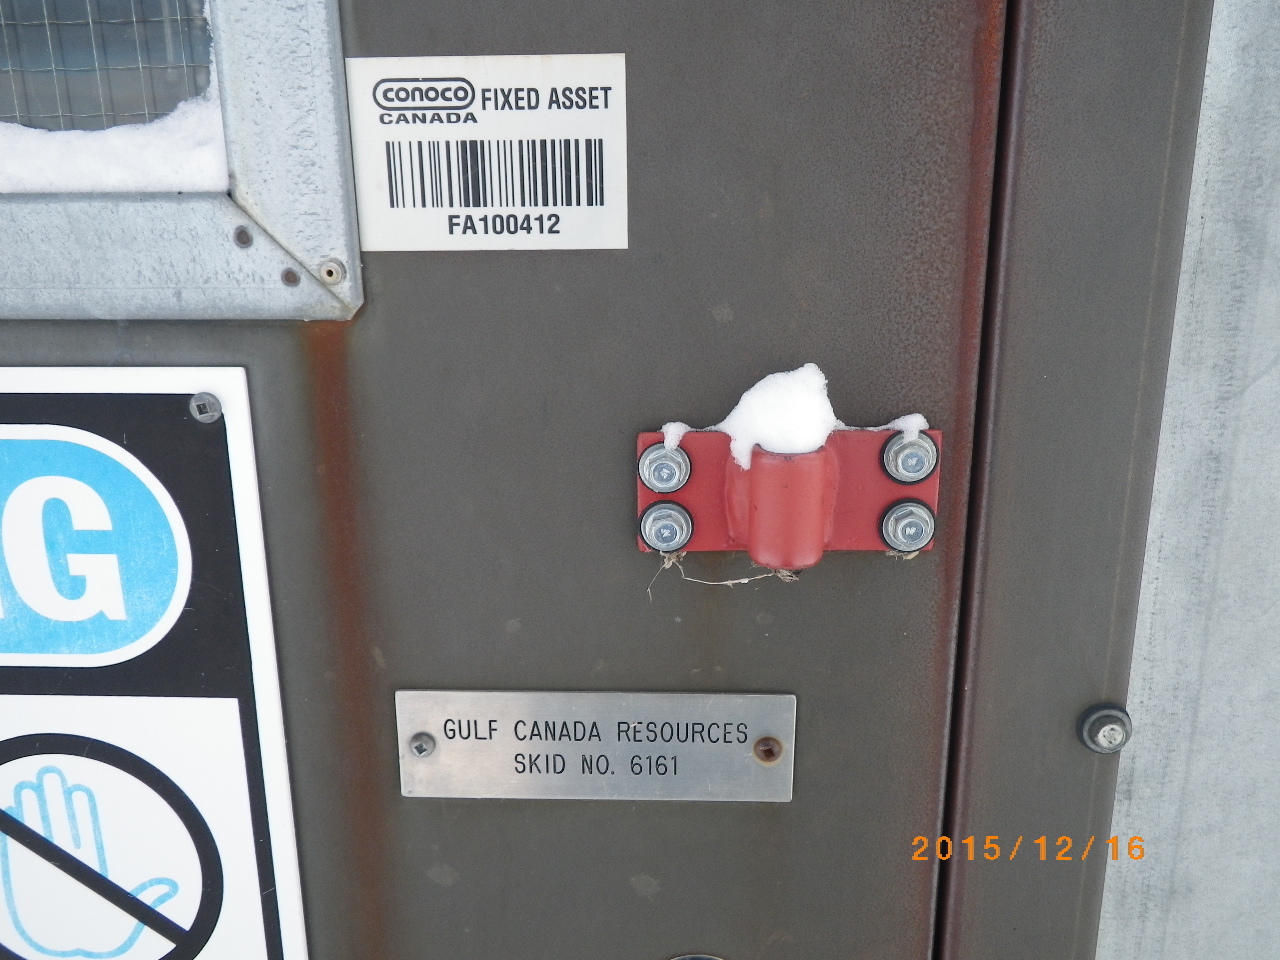 conoco FIXED ASSET
CANADA
FA100412
G
GULF CANADA RESOURCES
SKID NO. 6161
2015/12/16